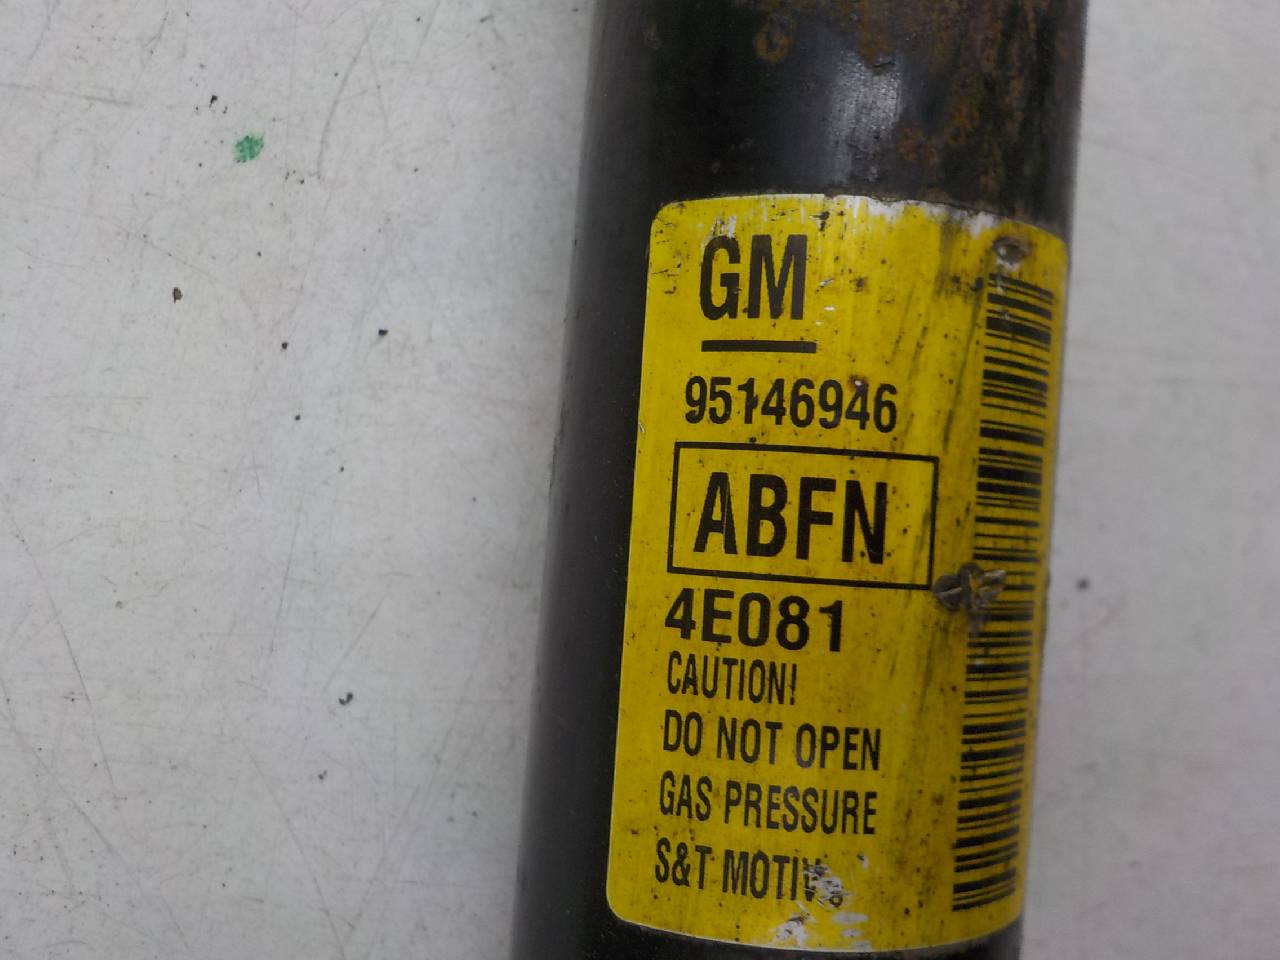 GM
95146946
ABFN
4E081
CAUTION!
DO NOT OPEN
GAS PRESSURE
S&T